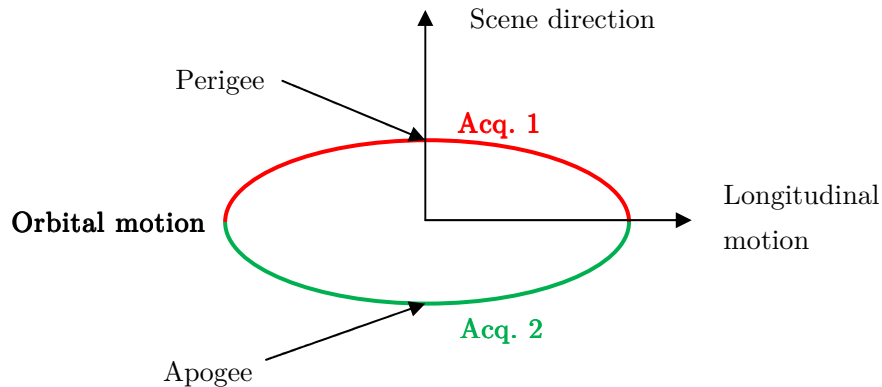 Scene direction
Perigee
Acq. 1
Longitudinal
motion
Orbital motion
Acq. 2
Apogee